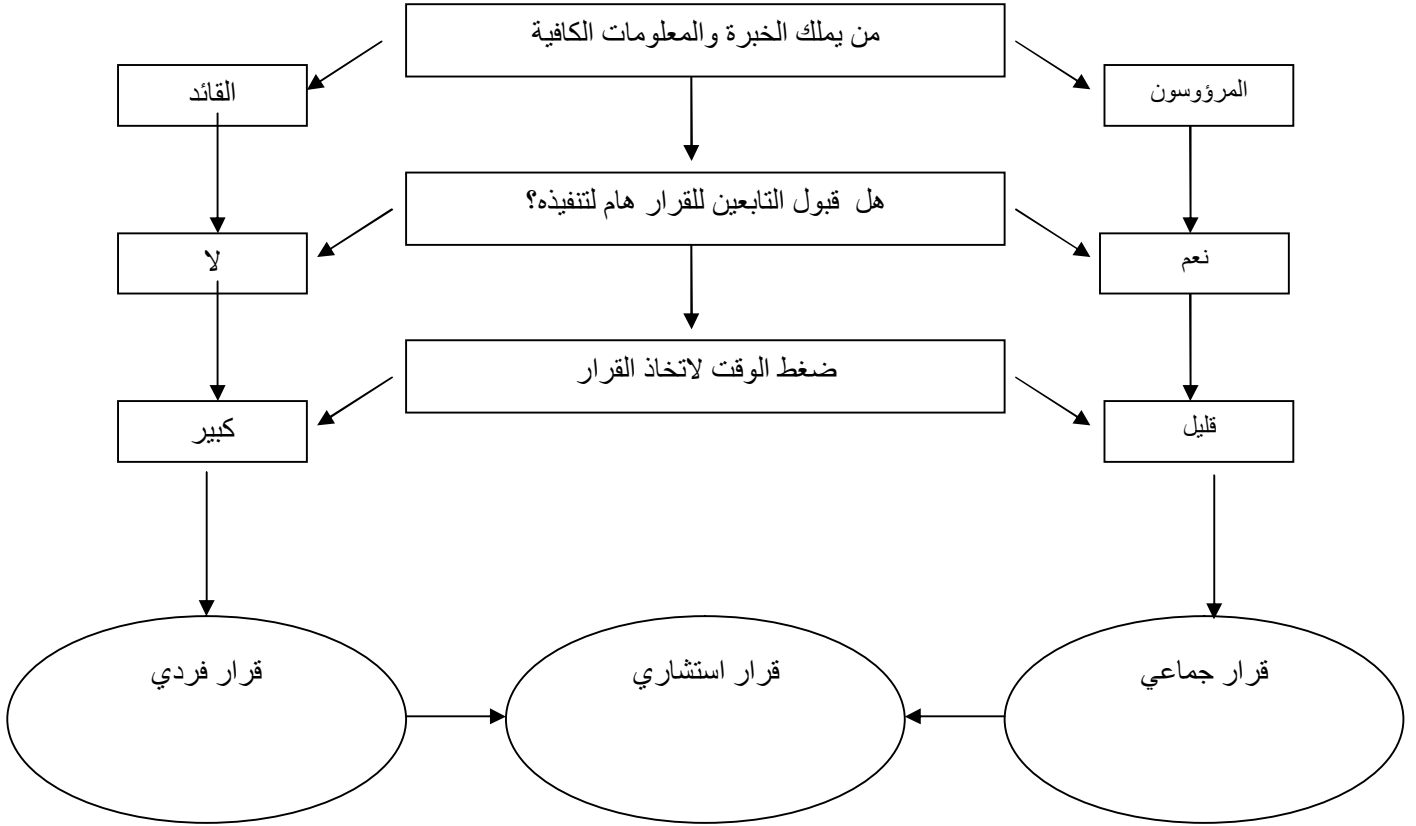 من يملك الخبرة والمعلومات الكافية
المرؤوسون
القائد
هل قبول التابعين للقرار هام لتنفيذه؟
نعم
لا
ضغط الوقت لاتخاذ القرار
قليل
كبير
قرار جماعي
قرار استشاري
قرار فردي